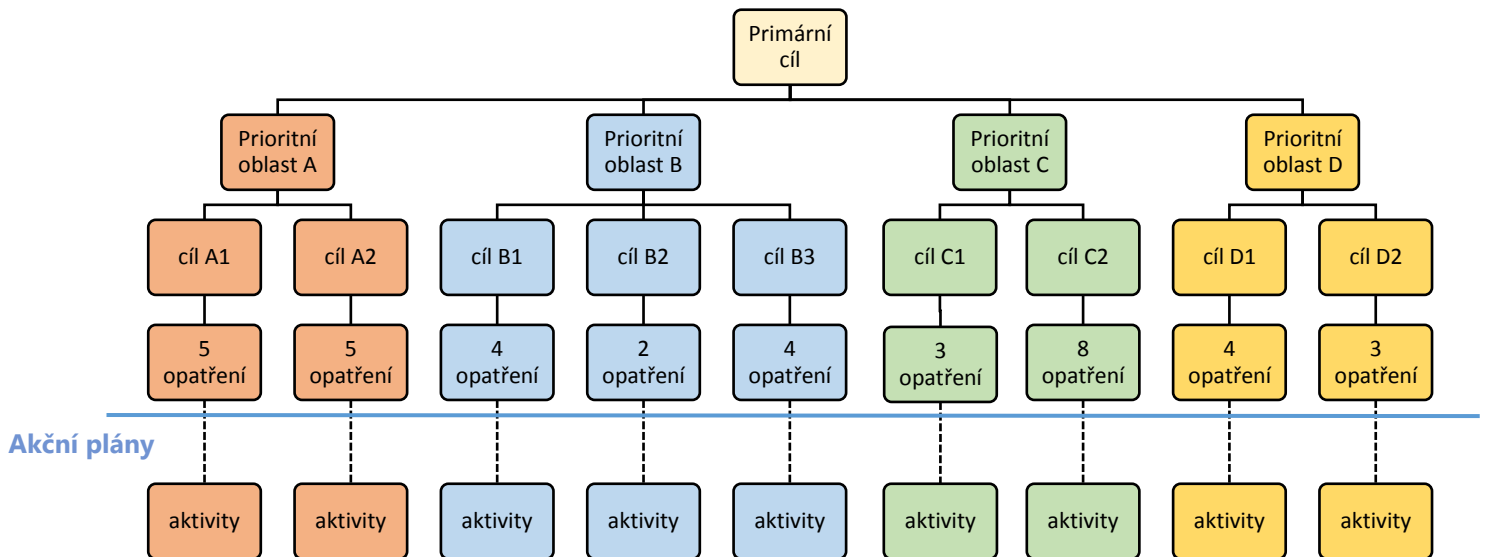 Primární
cíl
Prioritní
oblast A
Prioritní
oblast B
Prioritní
oblast C
Prioritní
oblast D
cíl A1
cíl A2
cíl B1
cíl B2
cíl B3
cíl C1
cíl C2
cíl D1
cíl D2
5
opatření
5
opatření
4
opatření
2
opatření
4
opatření
3
opatření
8
opatření
4
opatření
3
opatření
Akční plány
aktivity
aktivity
aktivity
aktivity
aktivity
aktivity
aktivity
aktivity
aktivity